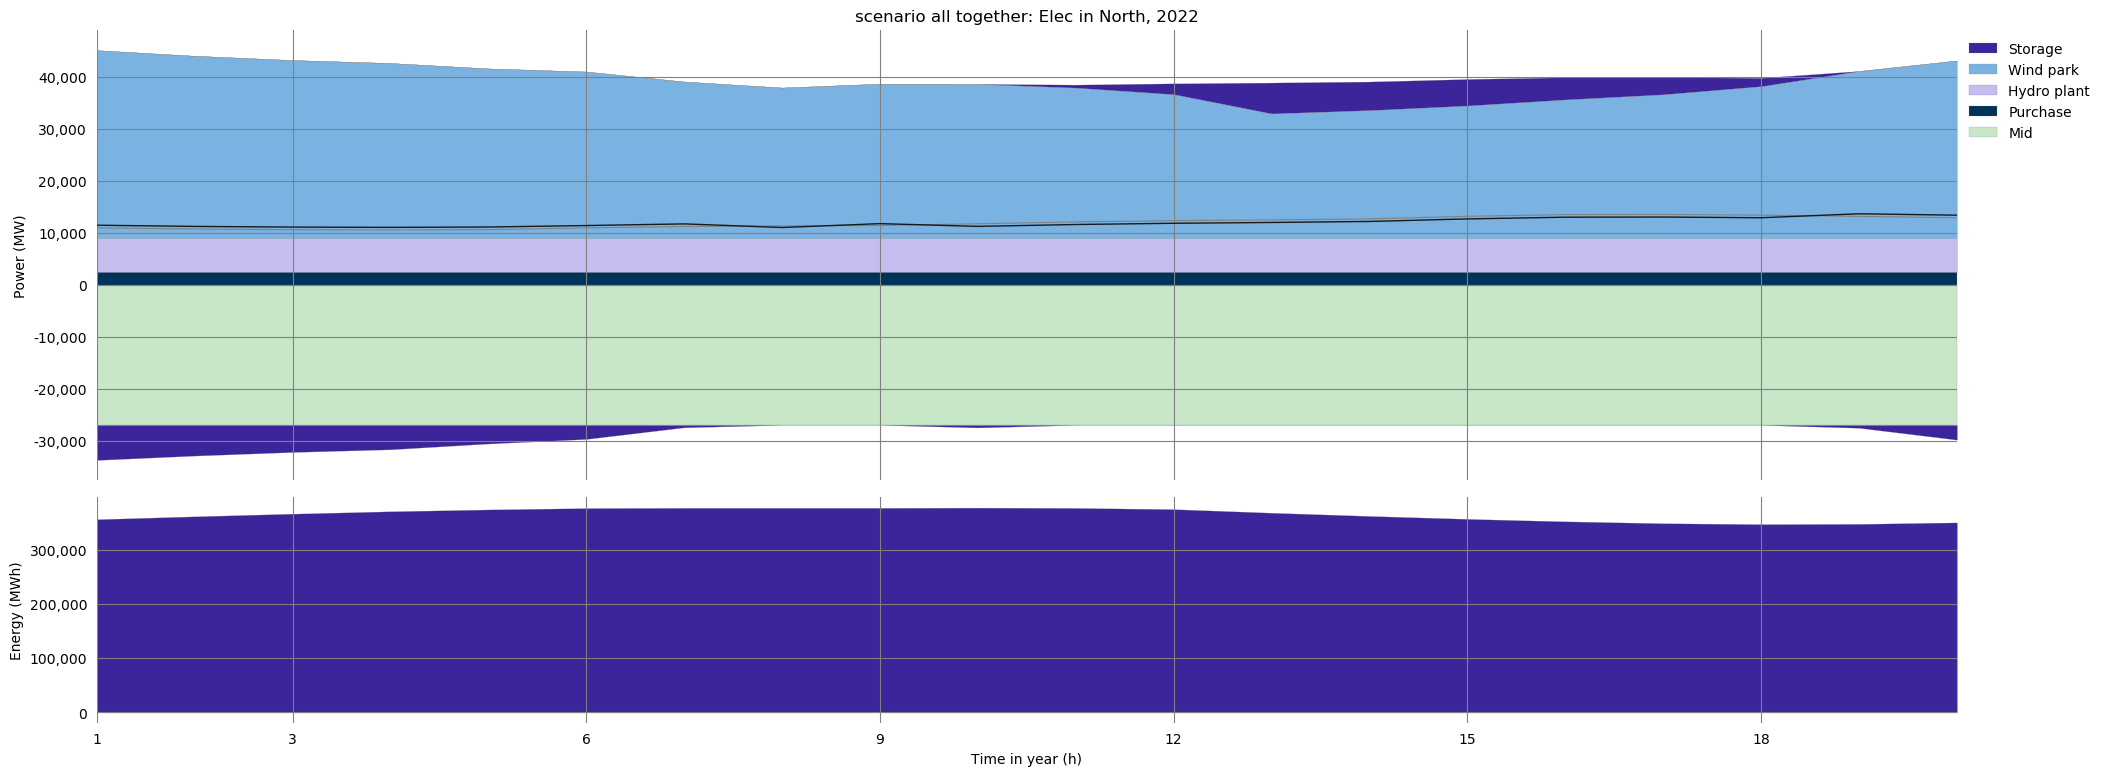 scenario all together: Elec in North, 2022
Storage
Wind park
Hydro plant
Purchase
Mid
Power (MW)
40,000
30,000
20,000
10,000
0
-10,000
-20,000
-30,000
Energy (MWh)
300,000
200,000
100,000
0
1 3 6 9 12 15 18
Time in year (h)